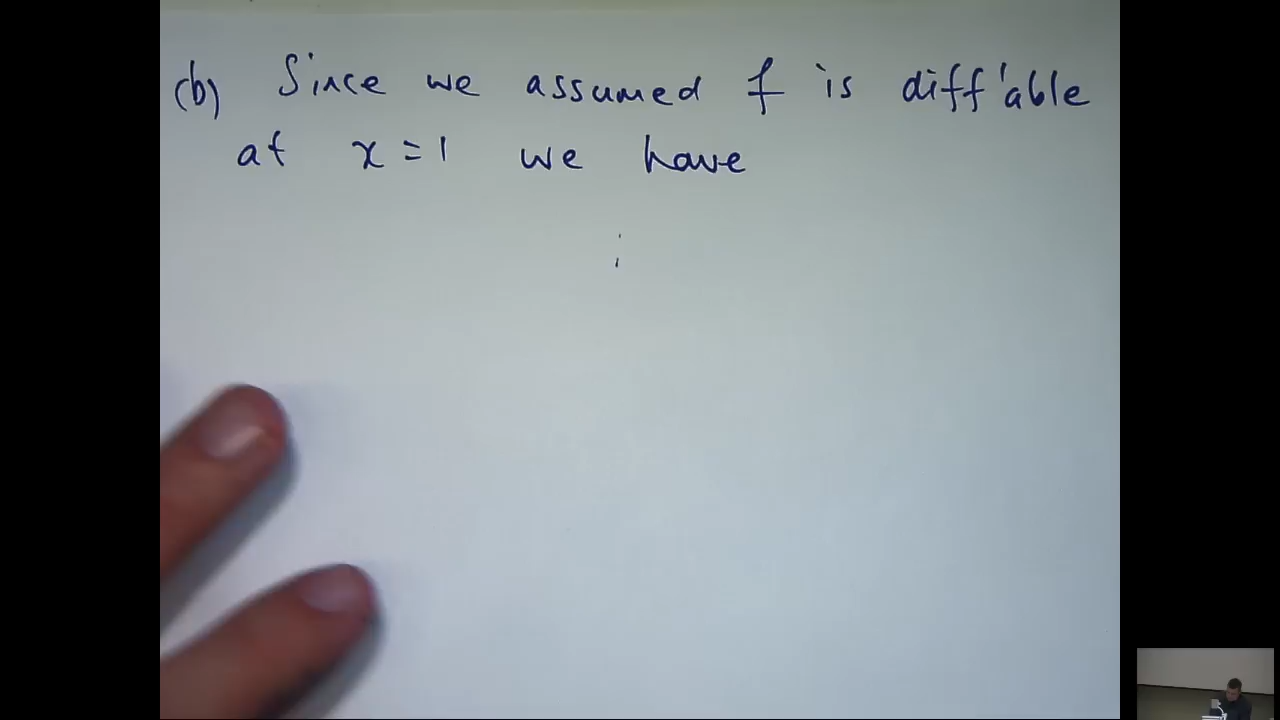 (b) Since we assumed f is diff'able
at x = 1 we have